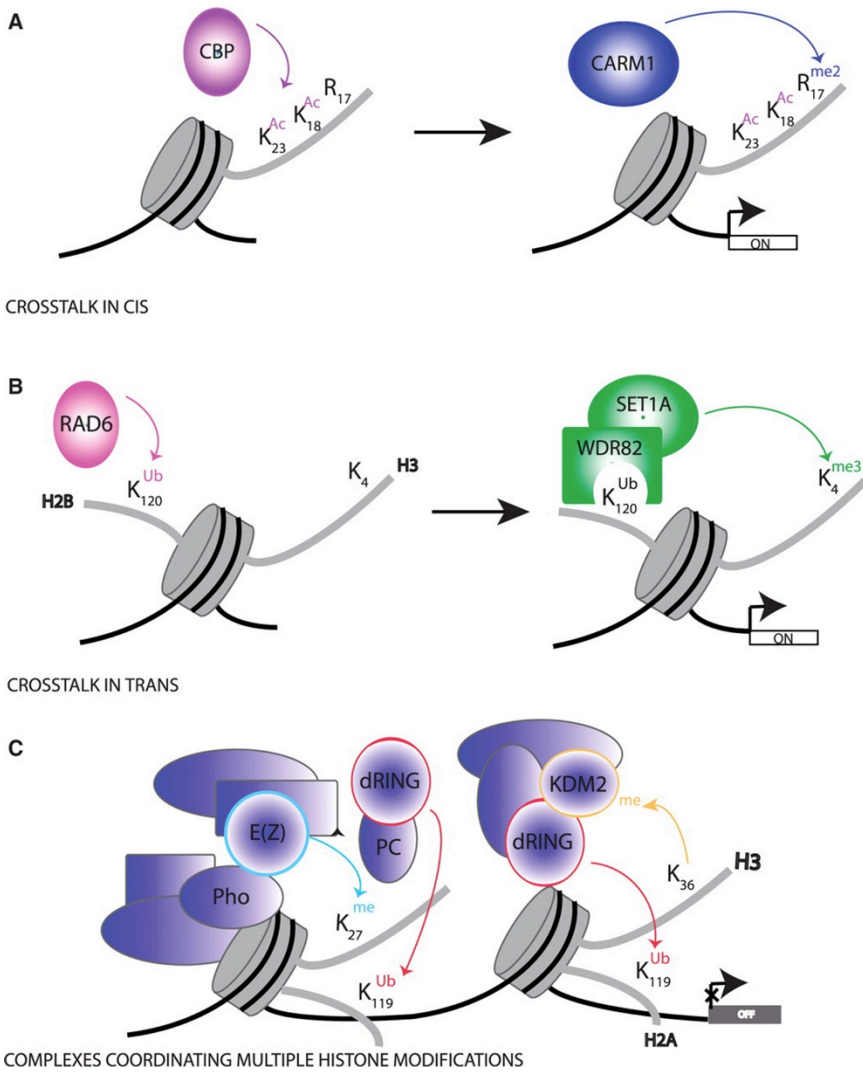 A
CBP
K23Ac K18Ac R17
CARM1
K23Ac K18Ac R17me2
ON
CROSSTALK IN CIS
B
RAD6
H2B K120Ub
K4 H3
SET1A
WDR82
K120Ub
K4me3
ON
CROSSTALK IN TRANS
C
E(Z)
Pho
dRING
PC
K27me
K119Ub
KDM2
dRING
me
K36
H3
K119Ub
H2A
OFF
COMPLEXES COORDINATING MULTIPLE HISTONE MODIFICATIONS